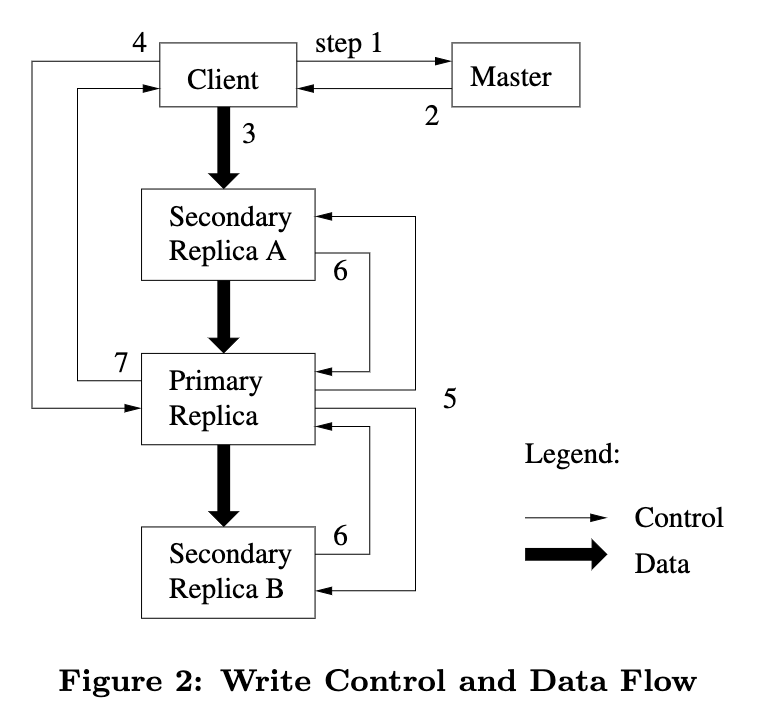 4
step 1
Client
Master
2
3
Secondary
Replica A
6
7
Primary
Replica
5
Legend:
Control
Data
6
Secondary
Replica B
Figure 2: Write Control and Data Flow